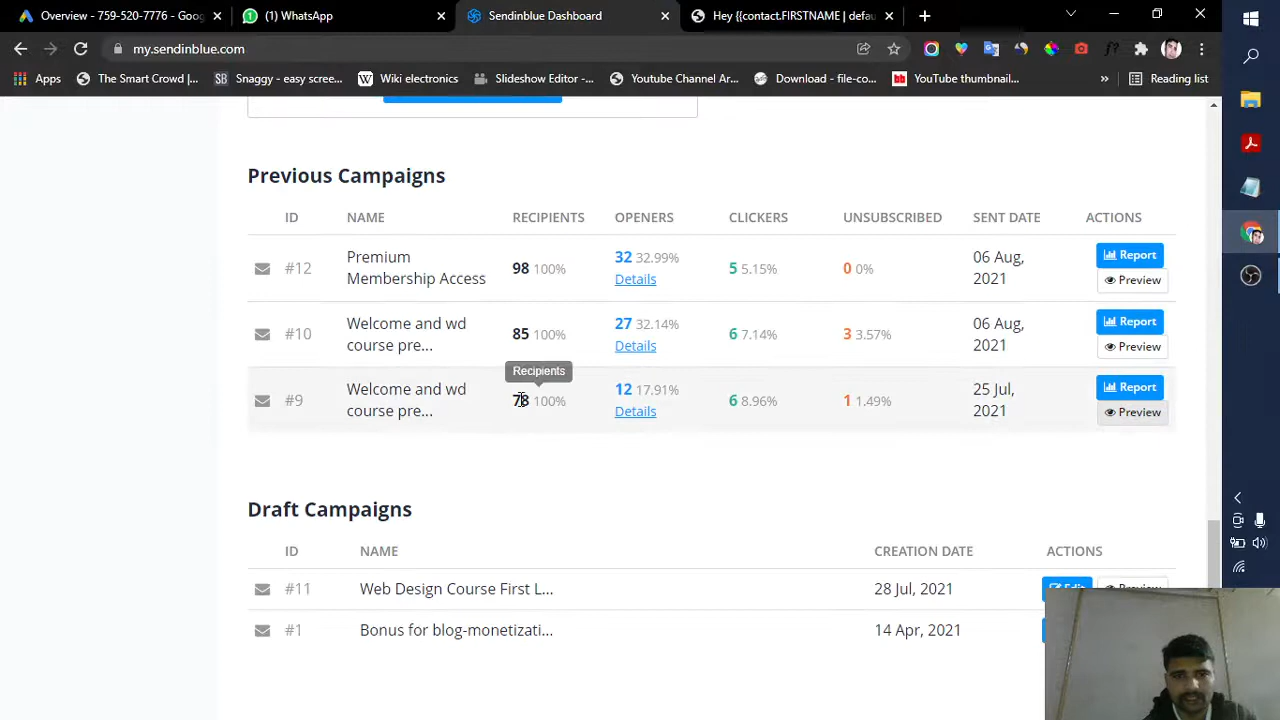 Overview - 759-520-7776 - Goog
(1) WhatsApp
Sendinblue Dashboard
Hey {{contact.FIRSTNAME | defau
my.sendinblue.com
Apps
The Smart Crowd |...
SB
Snaggy - easy scree...
W
Wiki electronics
Slideshow Editor -...
Youtube Channel Ar...
Download - file-co...
bb
YouTube thumbnail...
»
Reading list
Previous Campaigns
ID NAME RECIPIENTS OPENERS CLICKERS UNSUBSCRIBED SENT DATE ACTIONS
#12 Premium Membership Access 98 100% 32 32.99% Details 5 5.15% 0 0% 06 Aug, 2021 Report Preview
#10 Welcome and wd course pre... 85 100% 27 32.14% Details 6 7.14% 3 3.57% 06 Aug, 2021 Report Preview
Recipients
#9 Welcome and wd course pre... 78 100% 12 17.91% Details 6 8.96% 1 1.49% 25 Jul, 2021 Report Preview
Draft Campaigns
ID NAME CREATION DATE ACTIONS
#11 Web Design Course First L... 28 Jul, 2021 Edit Preview
#1 Bonus for blog-monetizati... 14 Apr, 2021